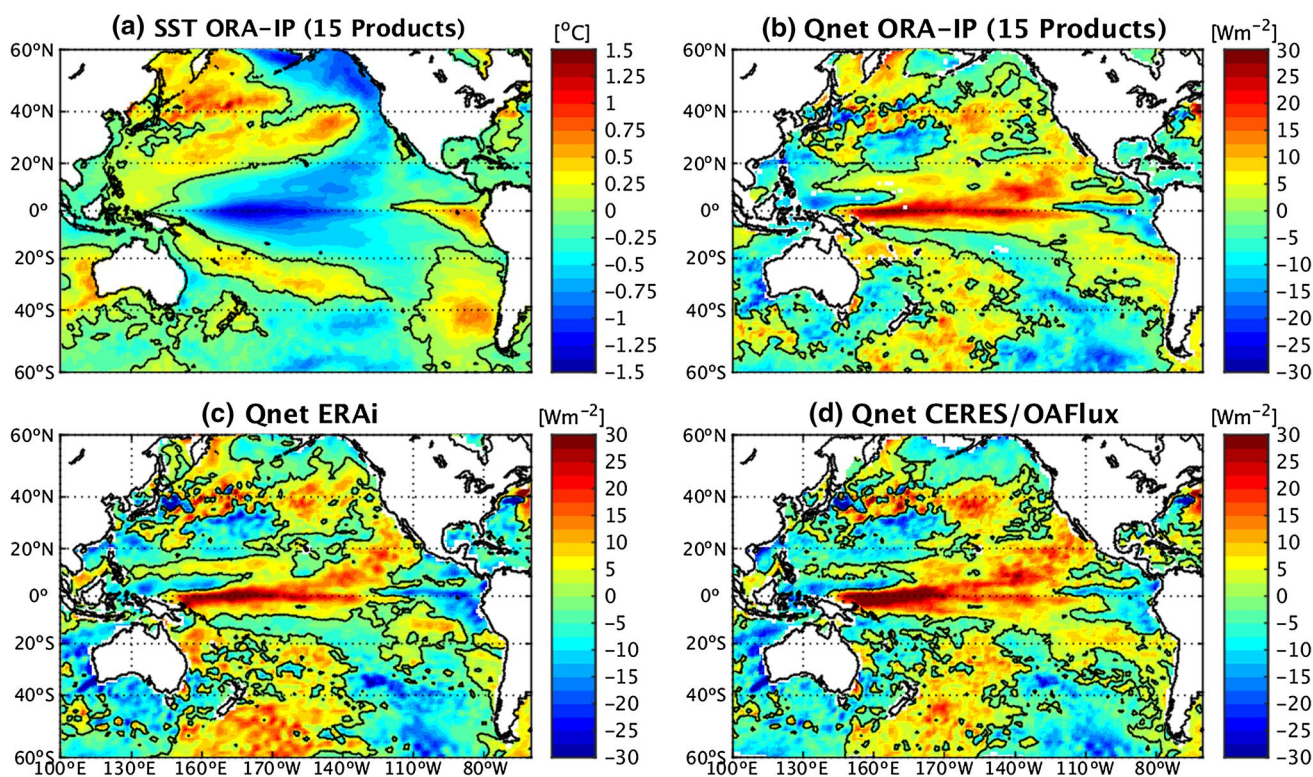 (a) SST ORA-IP (15 Products)
[°C]
(b) Qnet ORA-IP (15 Products)
[Wm−2]
60°N
40°N
20°N
0°
20°S
40°S
60°S
1.5
1.25
1
0.75
0.5
0.25
0
−0.25
−0.5
−0.75
−1
−1.25
−1.5
60°N
40°N
20°N
0°
20°S
40°S
60°S
30
25
20
15
10
5
0
−5
−10
−15
−20
−25
−30
(c) Qnet ERAi
[Wm−2]
(d) Qnet CERES/OAFlux
[Wm−2]
60°N
40°N
20°N
0°
20°S
40°S
60°S
100°E 130°E 160°E 170°W 140°W 110°W 80°W
30
25
20
15
10
5
0
−5
−10
−15
−20
−25
−30
60°N
40°N
20°N
0°
20°S
40°S
60°S
100°E 130°E 160°E 170°W 140°W 110°W 80°W
30
25
20
15
10
5
0
−5
−10
−15
−20
−25
−30